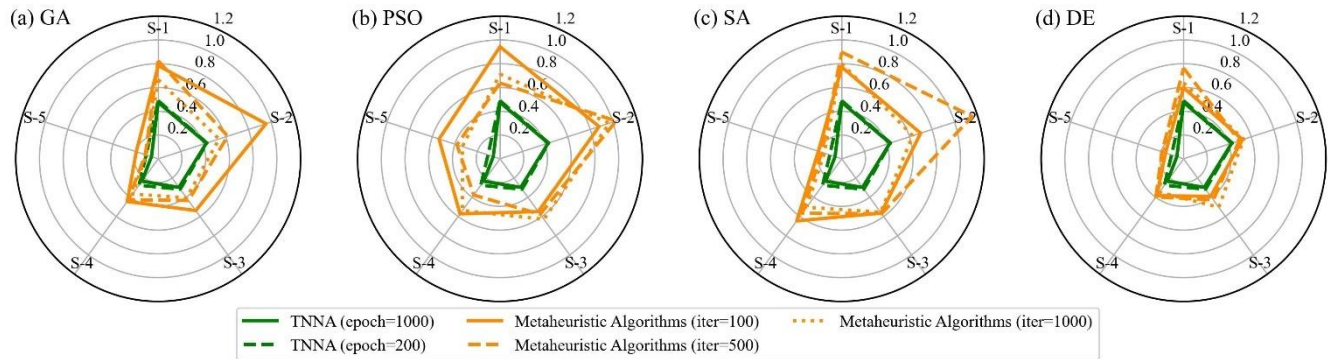 (a) GA
S-1
1.2
1.0
0.8
0.6
0.4
0.2
S-2
S-3
S-4
S-5
(b) PSO
S-1
1.2
1.0
0.8
0.6
0.4
0.2
S-2
S-3
S-4
S-5
(c) SA
S-1
1.2
1.0
0.8
0.6
0.4
0.2
S-2
S-3
S-4
S-5
(d) DE
S-1
1.2
1.0
0.8
0.6
0.4
0.2
S-2
S-3
S-4
S-5
TNNA (epoch=1000)
TNNA (epoch=200)
Metaheuristic Algorithms (iter=100)
Metaheuristic Algorithms (iter=500)
Metaheuristic Algorithms (iter=1000)